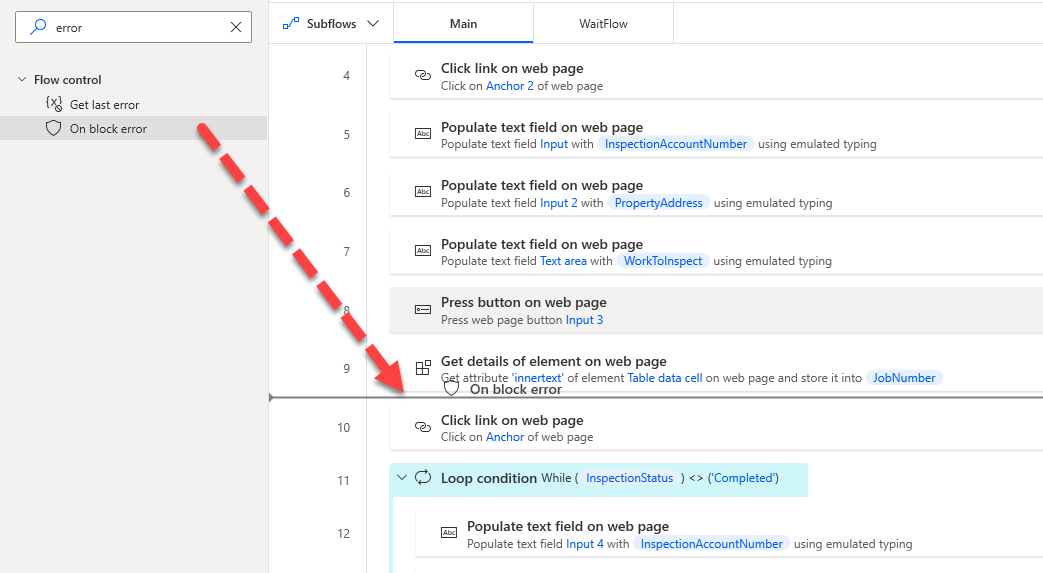 error
Flow control
Get last error
On block error
Subflows
Main
WaitFlow
4
Click link on web page
Click on Anchor 2 of web page
5
Abc
Populate text field on web page
Populate text field Input with InspectionAccountNumber using emulated typing
6
Abc
Populate text field on web page
Populate text field Input 2 with PropertyAddress using emulated typing
7
Abc
Populate text field on web page
Populate text field Text area with WorkToInspect using emulated typing
8
Press button on web page
Press web page button Input 3
9
Get details of element on web page
Get attribute 'innertext' of element Table data cell on web page and store it into JobNumber
On block error
10
Click link on web page
Click on Anchor of web page
11
Loop condition While ( InspectionStatus ) <> ('Completed')
12
Abc
Populate text field on web page
Populate text field Input 4 with InspectionAccountNumber using emulated typing